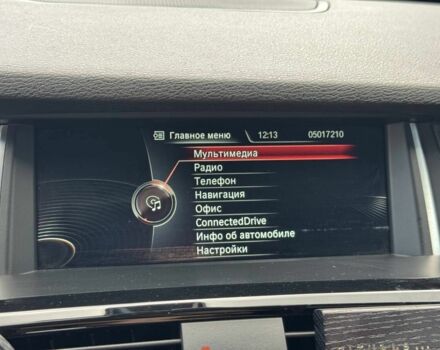 Главное меню 12:13 05017210
Мультимедиа
Радио
Телефон
Навигация
Офис
ConnectedDrive
Инфо об автомобиле
Настройки